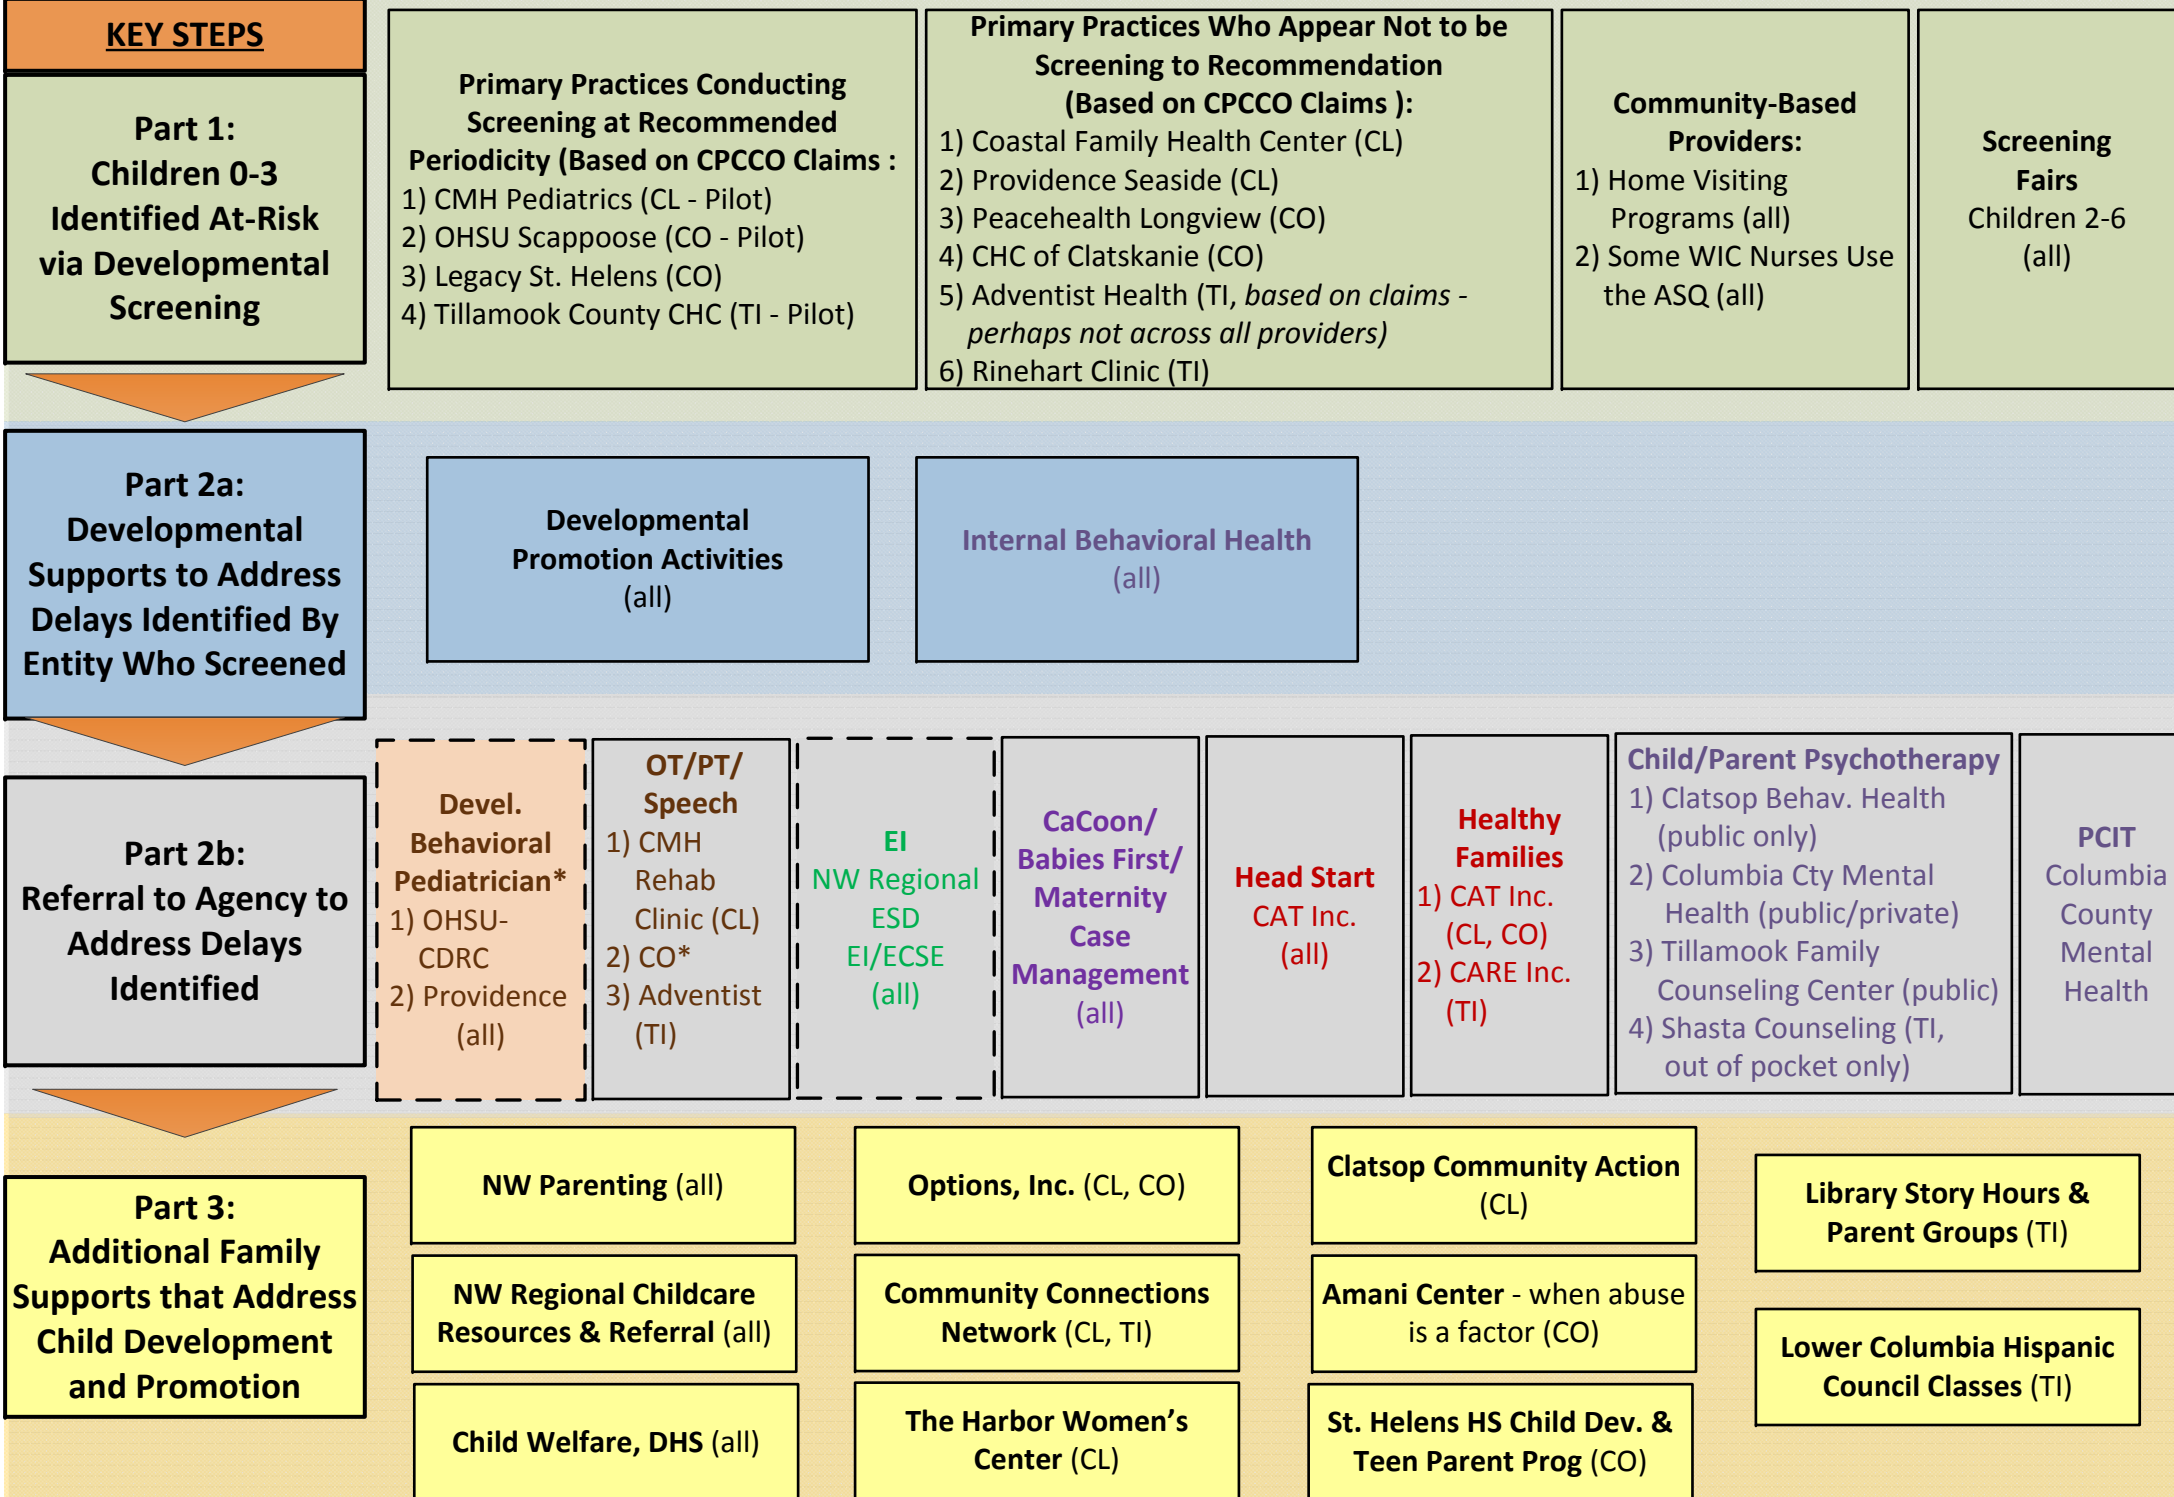 KEY STEPS
Part 1:
Children 0-3
Identified At-Risk
via Developmental
Screening
Primary Practices Conducting
Screening at Recommended
Periodicity (Based on CPCCO Claims :
1) CMH Pediatrics (CL - Pilot)
2) OHSU Scappoose (CO - Pilot)
3) Legacy St. Helens (CO)
4) Tillamook County CHC (TI - Pilot)
Primary Practices Who Appear Not to be
Screening to Recommendation
(Based on CPCCO Claims ):
1) Coastal Family Health Center (CL)
2) Providence Seaside (CL)
3) Peacehealth Longview (CO)
4) CHC of Clatskanie (CO)
5) Adventist Health (TI, based on claims -
perhaps not across all providers)
6) Rinehart Clinic (TI)
Community-Based
Providers:
1) Home Visiting
Programs (all)
2) Some WIC Nurses Use
the ASQ (all)
Screening
Fairs
Children 2-6
(all)
Part 2a:
Developmental
Supports to Address
Delays Identified By
Entity Who Screened
Developmental
Promotion Activities
(all)
Internal Behavioral Health
(all)
Part 2b:
Referral to Agency to
Address Delays
Identified
Devel.
Behavioral
Pediatrician*
1) OHSU-
CDRC
2) Providence
(all)
OT/PT/
Speech
1) CMH
Rehab
Clinic (CL)
2) CO*
3) Adventist
(TI)
EI
NW Regional
ESD
EI/ECSE
(all)
CaCoon/
Babies First/
Maternity
Case
Management
(all)
Head Start
CAT Inc.
(all)
Healthy
Families
1) CAT Inc.
(CL, CO)
2) CARE Inc.
(TI)
Child/Parent Psychotherapy
1) Clatsop Behav. Health
(public only)
2) Columbia Cty Mental
Health (public/private)
3) Tillamook Family
Counseling Center (public)
4) Shasta Counseling (TI,
out of pocket only)
PCIT
Columbia
County
Mental
Health
Part 3:
Additional Family
Supports that Address
Child Development
and Promotion
NW Parenting (all)
NW Regional Childcare
Resources & Referral (all)
Child Welfare, DHS (all)
Options, Inc. (CL, CO)
Community Connections
Network (CL, TI)
The Harbor Women's
Center (CL)
Clatsop Community Action
(CL)
Amani Center - when abuse
is a factor (CO)
St. Helens HS Child Dev. &
Teen Parent Prog (CO)
Library Story Hours &
Parent Groups (TI)
Lower Columbia Hispanic
Council Classes (TI)